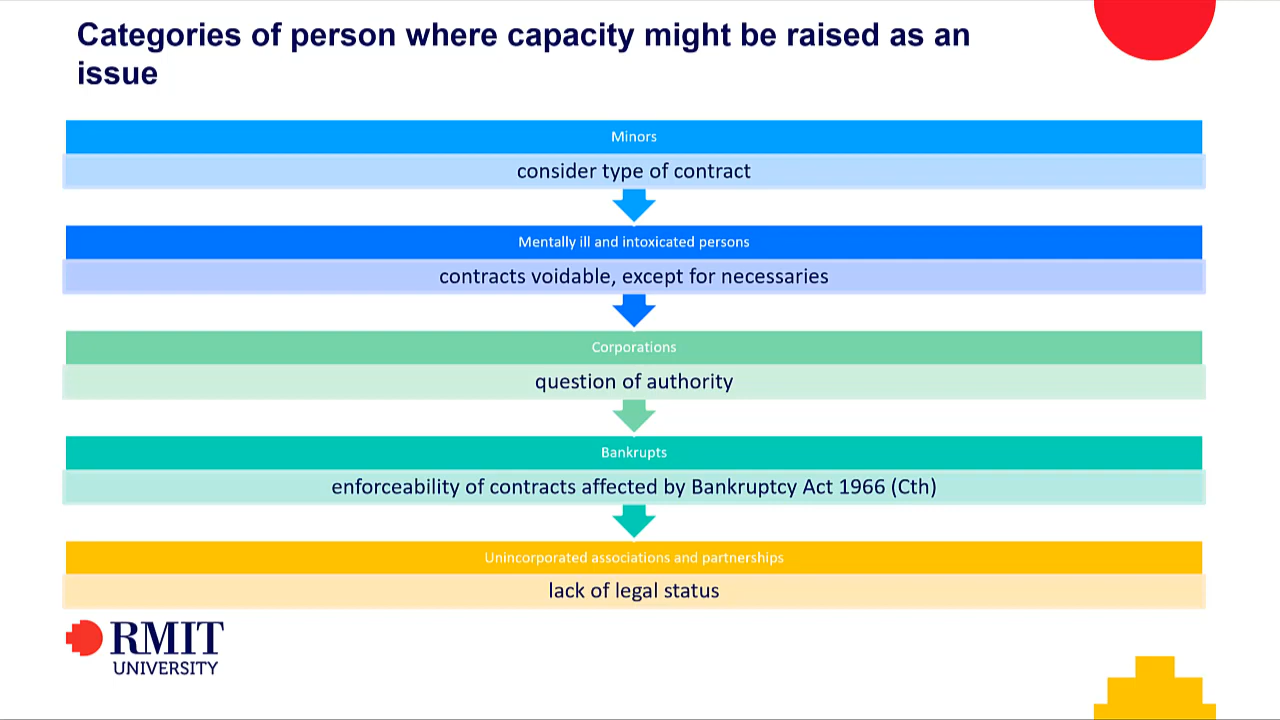 Categories of person where capacity might be raised as an
issue
Minors
consider type of contract
Mentally ill and intoxicated persons
contracts voidable, except for necessaries
Corporations
question of authority
Bankrupts
enforceability of contracts affected by Bankruptcy Act 1966 (Cth)
Unincorporated associations and partnerships
lack of legal status
RMIT
UNIVERSITY